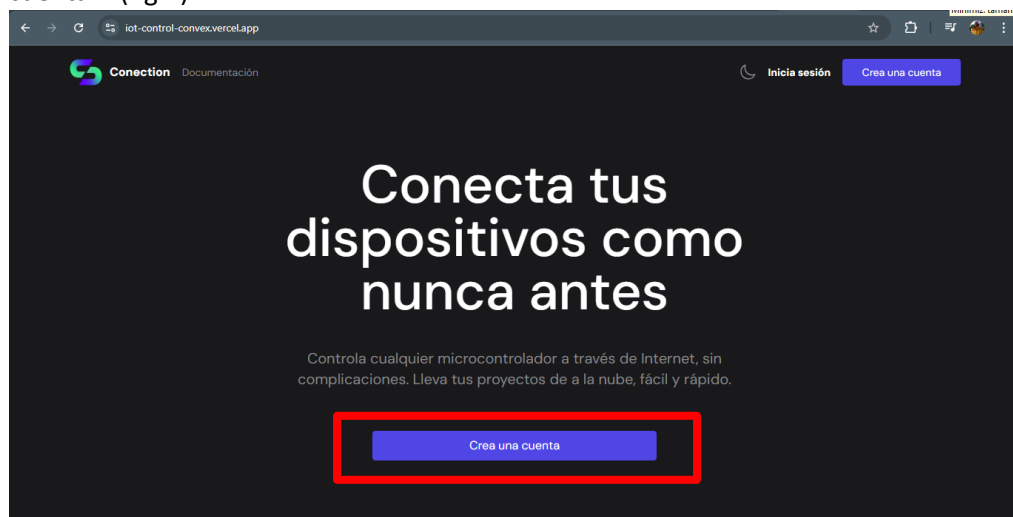 iot-control-convex.vercel.app
Conection Documentación Inicia sesión Crea una cuenta
Conecta tus
dispositivos como
nunca antes
Controla cualquier microcontrolador a través de Internet, sin
complicaciones. Lleva tus proyectos de a la nube, fácil y rápido.
Crea una cuenta